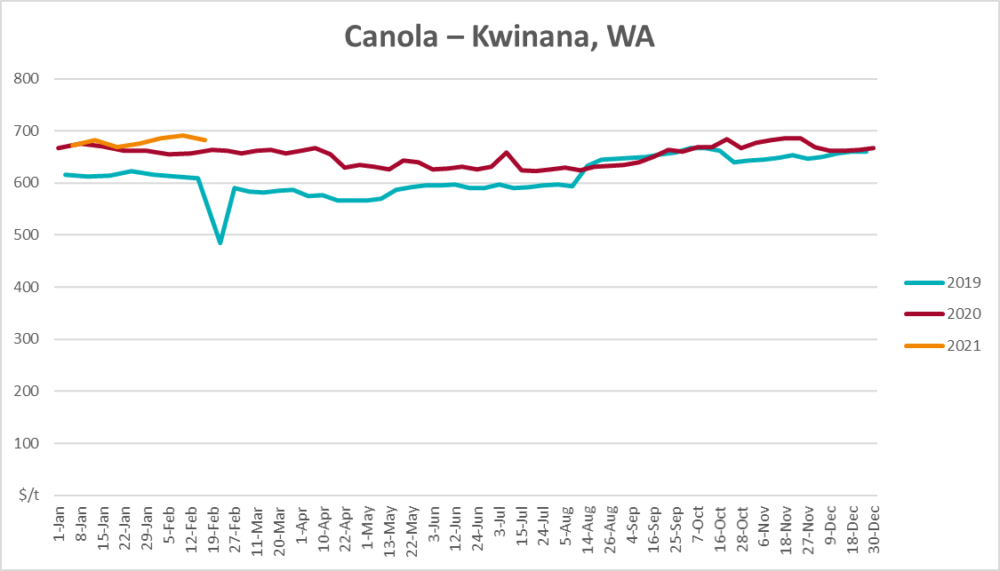 Canola – Kwinana, WA
800
700
600
500
400
300
200
100
$/t
1-Jan
8-Jan
15-Jan
22-Jan
29-Jan
5-Feb
12-Feb
19-Feb
27-Feb
11-Mar
20-Mar
1-Apr
10-Apr
22-Apr
1-May
13-May
22-May
3-Jun
12-Jun
24-Jun
3-Jul
15-Jul
24-Jul
5-Aug
14-Aug
26-Aug
4-Sep
16-Sep
25-Sep
7-Oct
16-Oct
28-Oct
6-Nov
18-Nov
27-Nov
9-Dec
18-Dec
30-Dec
2019
2020
2021